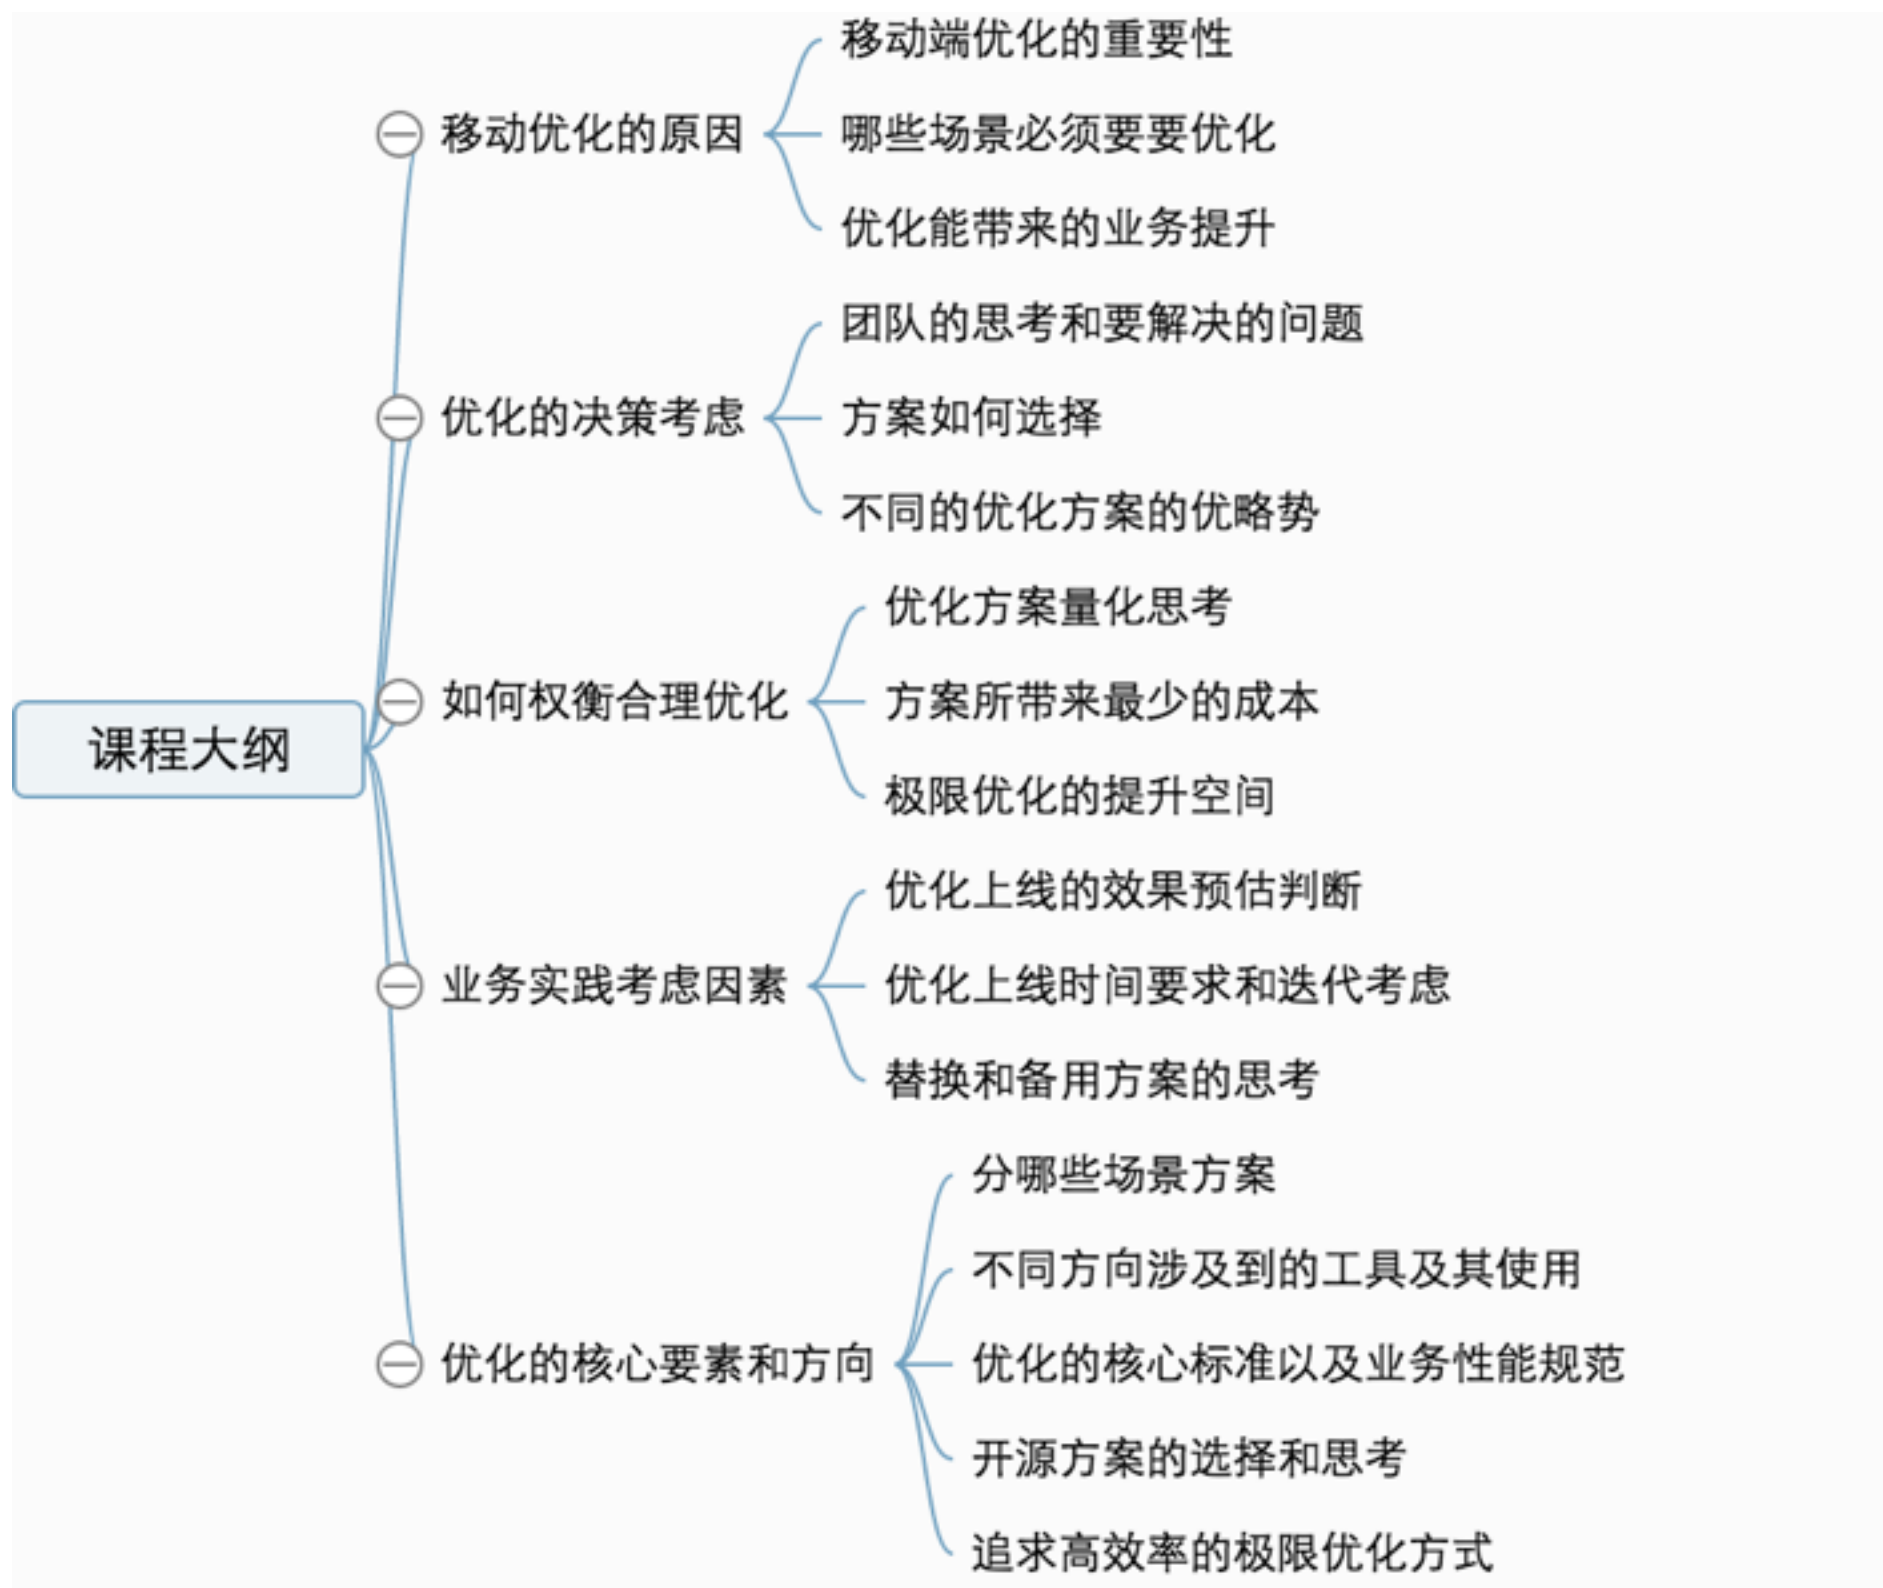 课程大纲
移动优化的原因
移动端优化的重要性
哪些场景必须要要优化
优化能带来的业务提升
优化的决策考虑
团队的思考和要解决的问题
方案如何选择
不同的优化方案的优略势
如何权衡合理优化
优化方案量化思考
方案所带来最少的成本
极限优化的提升空间
业务实践考虑因素
优化上线的效果预估判断
优化上线时间要求和迭代考虑
替换和备用方案的思考
优化的核心要素和方向
分哪些场景方案
不同方向涉及到的工具及其使用
优化的核心标准以及业务性能规范
开源方案的选择和思考
追求高效率的极限优化方式